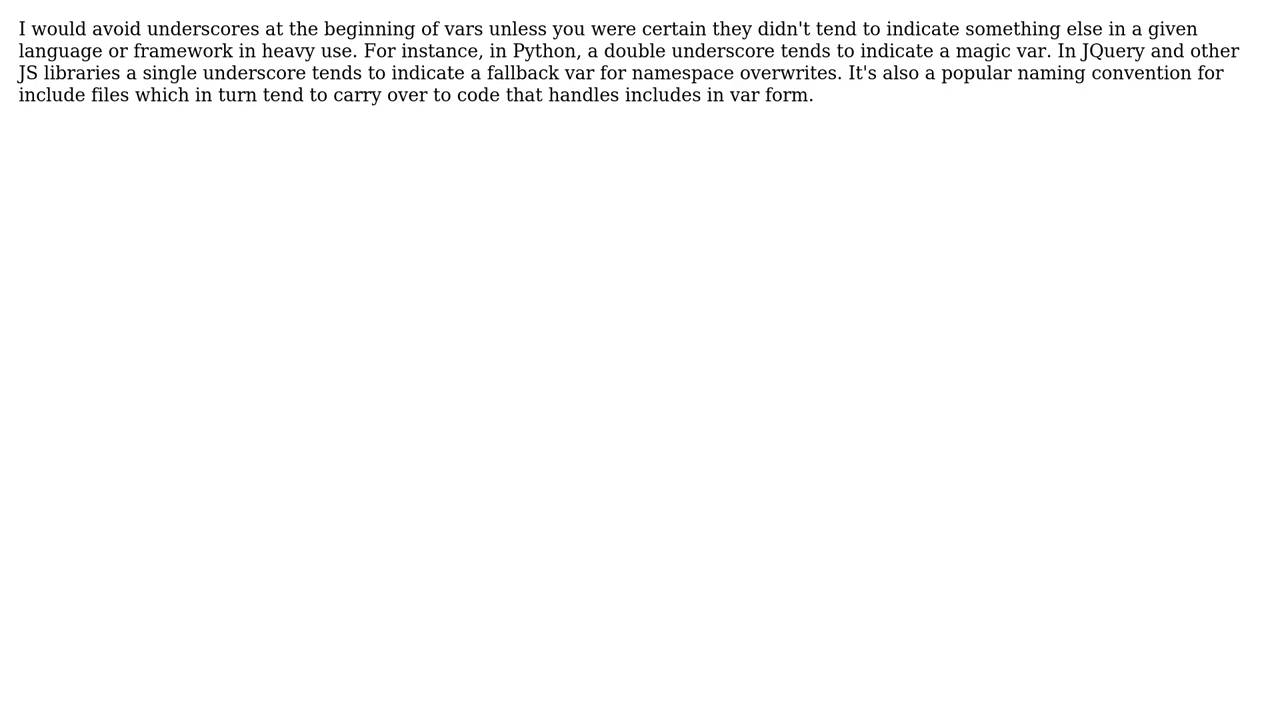 I would avoid underscores at the beginning of vars unless you were certain they didn't tend to indicate something else in a given
language or framework in heavy use. For instance, in Python, a double underscore tends to indicate a magic var. In JQuery and other
JS libraries a single underscore tends to indicate a fallback var for namespace overwrites. It's also a popular naming convention for
include files which in turn tend to carry over to code that handles includes in var form.